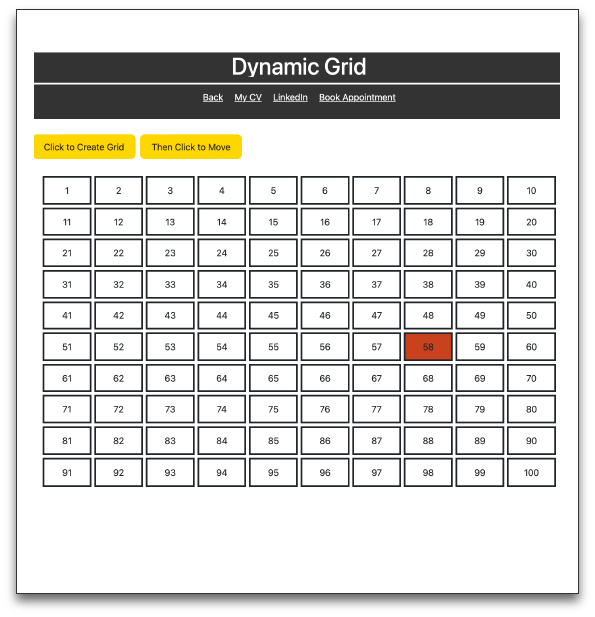 Dynamic Grid
Back My CV LinkedIn Book Appointment
Click to Create Grid Then Click to Move
1 2 3 4 5 6 7 8 9 10
11 12 13 14 15 16 17 18 19 20
21 22 23 24 25 26 27 28 29 30
31 32 33 34 35 36 37 38 39 40
41 42 43 44 45 46 47 48 49 50
51 52 53 54 55 56 57 58 59 60
61 62 63 64 65 66 67 68 69 70
71 72 73 74 75 76 77 78 79 80
81 82 83 84 85 86 87 88 89 90
91 92 93 94 95 96 97 98 99 100